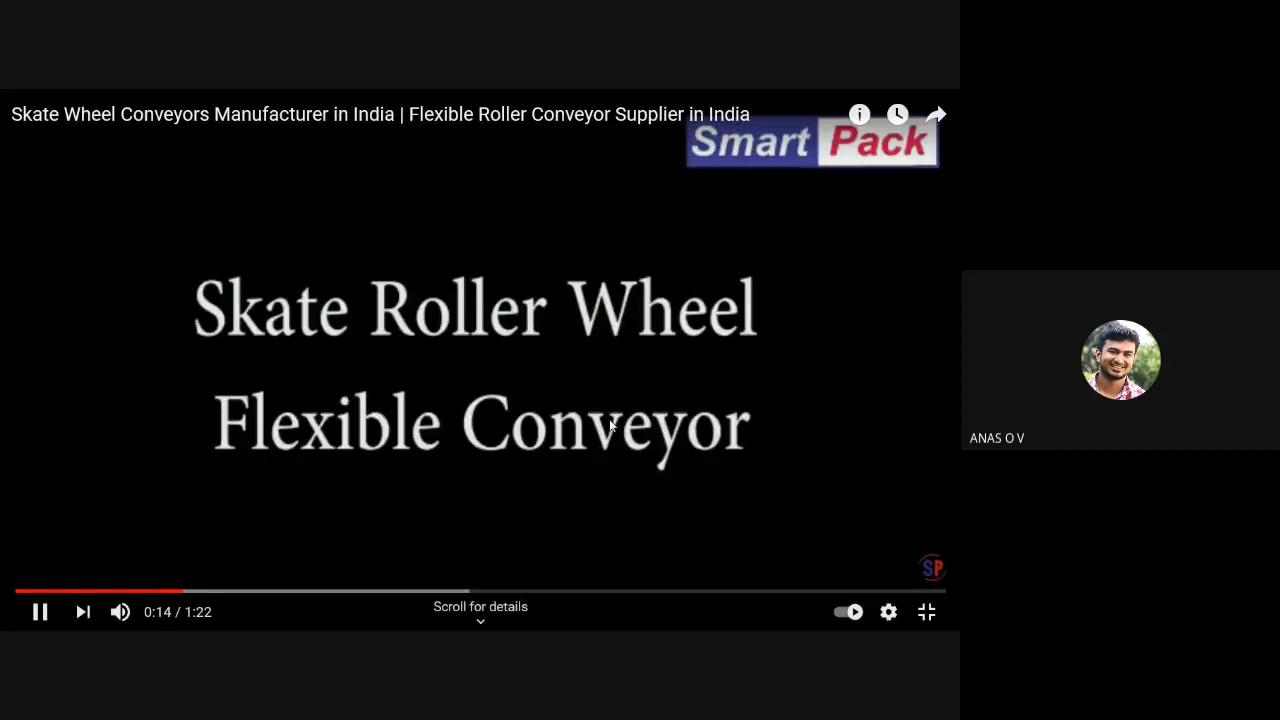 Skate Wheel Conveyors Manufacturer in India | Flexible Roller Conveyor Supplier in India
Smart Pack
Skate Roller Wheel
Flexible Conveyor
ANAS O V
SP
Scroll for details
0:14 / 1:22